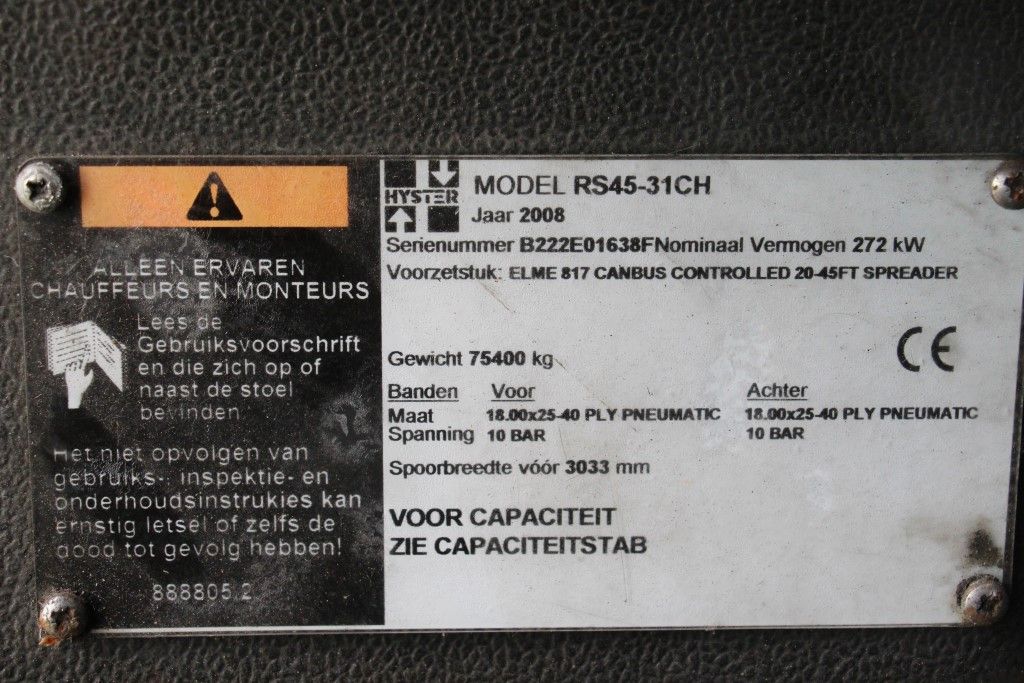 ALLEEN ERVAREN
CHAUFFEURS EN MONTEURS
Lees de
Gebruiksvoorschrift
en die zich op of
naast de stoel
bevinden.
Het niet opvolgen van
gebruiks-, inspektie- en
onderhoudsinstrukies kan
ernstig letsel of zelfs de
dood tot gevolg hebben!
888805.2
HYSTER
MODEL RS45-31CH
Jaar 2008
Serienummer B222E01638F Nominaal Vermogen 272 kW
Voorzetstuk: ELME 817 CANBUS CONTROLLED 20-45FT SPREADER
Gewicht 75400 kg
CE
Banden Voor Achter
Maat 18.00x25-40 PLY PNEUMATIC 18.00x25-40 PLY PNEUMATIC
Spanning 10 BAR 10 BAR
Spoorbreedte vóór 3033 mm
VOOR CAPACITEIT
ZIE CAPACITEITSTAB